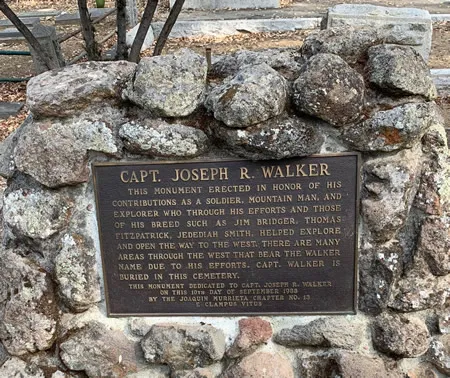 CAPT. JOSEPH R. WALKER
THIS MONUMENT ERECTED IN HONOR OF HIS
CONTRIBUTIONS AS A SOLDIER, MOUNTAIN MAN, AND
EXPLORER WHO THROUGH HIS EFFORTS AND THOSE
OF HIS BREED SUCH AS JIM BRIDGER, THOMAS
FITZPATRICK, JEDEDIAH SMITH, HELPED EXPLORE
AND OPEN THE WAY TO THE WEST. THERE ARE MANY
AREAS THROUGH THE WEST THAT BEAR THE WALKER
NAME DUE TO HIS EFFORTS. CAPT. WALKER IS
BURIED IN THIS CEMETERY.
THIS MONUMENT DEDICATED TO CAPT. JOSEPH R. WALKER
ON THIS 10TH DAY OF SEPTEMBER 1988
BY THE JOAQUIN MURRIETA CHAPTER NO. 13
E CLAMPUS VITUS